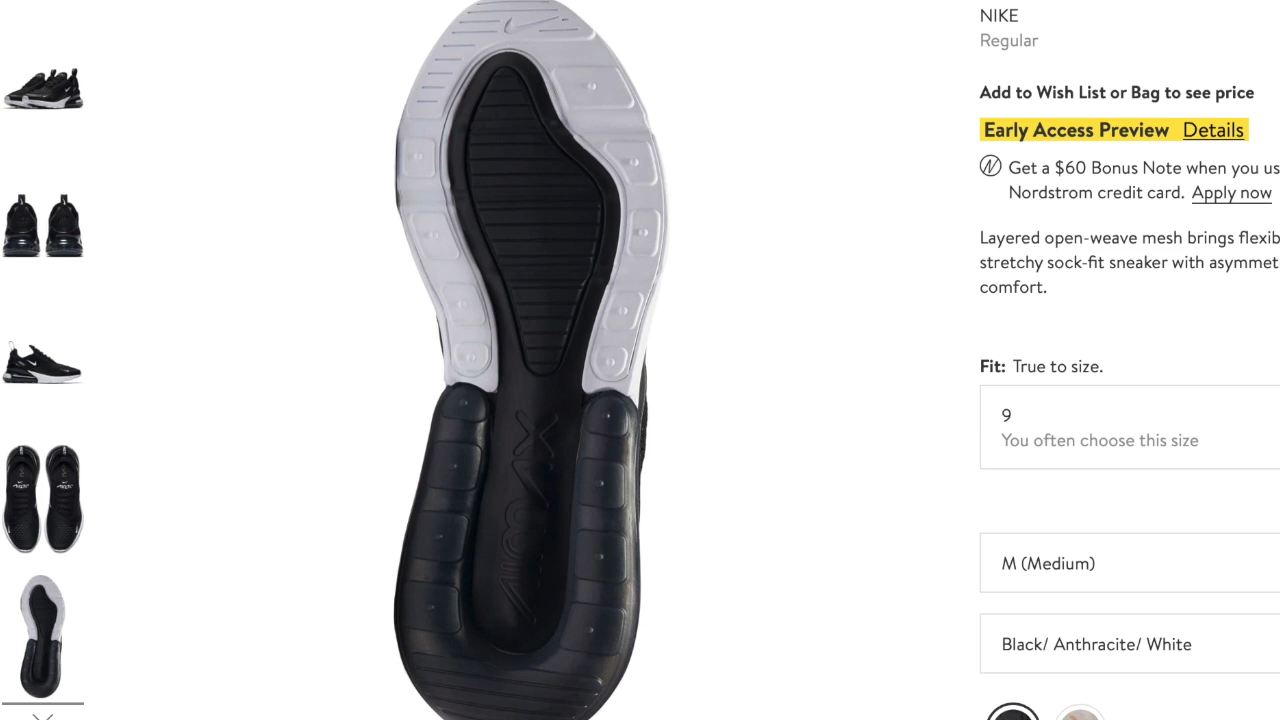 NIKE
Regular
Add to Wish List or Bag to see price
Early Access Preview Details
Get a $60 Bonus Note when you us
Nordstrom credit card. Apply now
Layered open-weave mesh brings flexib
stretchy sock-fit sneaker with asymmet
comfort.
Fit: True to size.
9
You often choose this size
M (Medium)
Black/ Anthracite/ White
AIR MAX